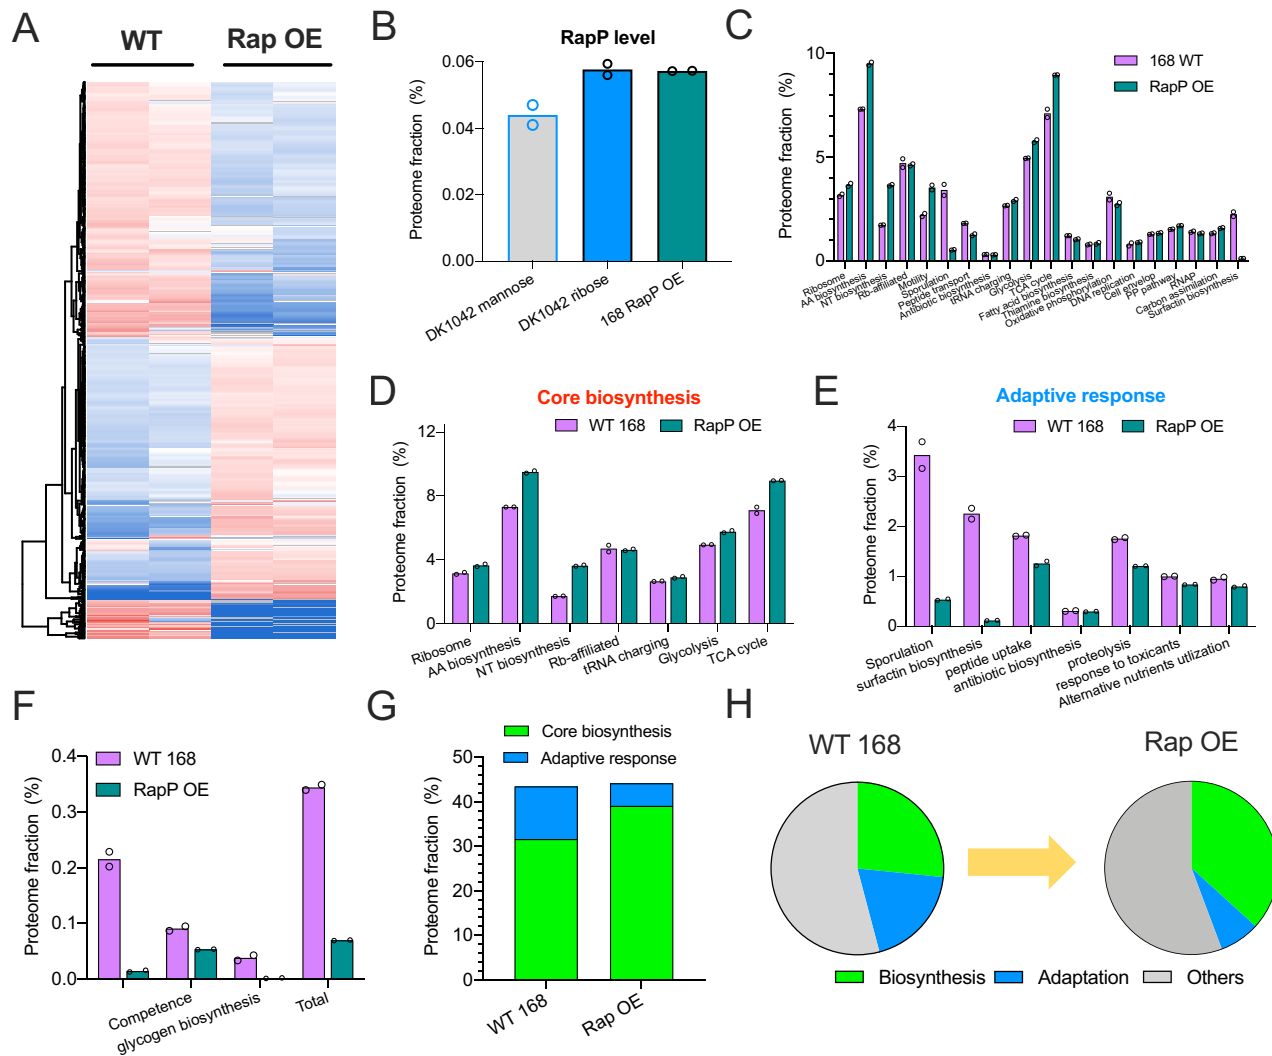 A
WT
Rap OE
B
RapP level
Proteome fraction (%)
0.06
0.04
0.02
0.00
DK1042 mannose
DK1042 ribose
168 RapP OE
C
Proteome fraction (%)
10
5
0
168 WT
RapP OE
Ribosome
AA biosynthesis
NT biosynthesis
Rb-affiliated
Motility
Sporulation
Peptide transport
Antibiotic biosynthesis
tRNA charging
Glycolysis
TCA cycle
Fatty acid biosynthesis
Thiamine biosynthesis
Oxidative phosphorylation
DNA replication
Cell envelop
PP pathway
RNAP
Carbon assimilation
Surfactin biosynthesis
D
Core biosynthesis
WT 168
RapP OE
Proteome fraction (%)
12
8
4
0
Ribosome
AA biosynthesis
NT biosynthesis
Rb-affiliated
tRNA charging
Glycolysis
TCA cycle
E
Adaptive response
WT 168
RapP OE
Proteome fraction (%)
4
3
2
1
0
Sporulation
surfactin biosynthesis
peptide uptake
antibiotic biosynthesis
proteolysis
response to toxicants
Alternative nutrients utlization
F
WT 168
RapP OE
Proteome fraction (%)
0.4
0.3
0.2
0.1
0.0
Competence
glycogen biosynthesis
Total
G
Core biosynthesis
Adaptive response
Proteome fraction (%)
50
40
30
20
10
0
WT 168
Rap OE
H
WT 168
Rap OE
Biosynthesis
Adaptation
Others